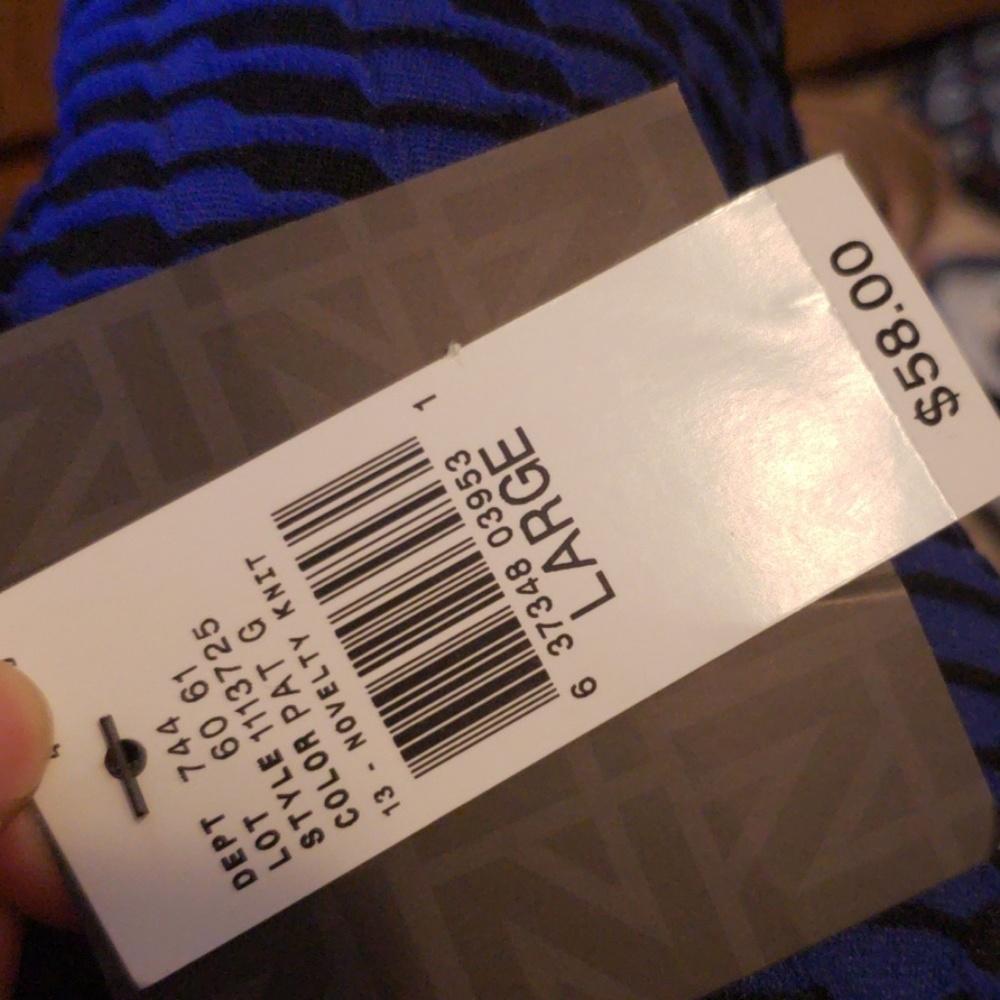 DEPT 744
LOT 60 61
STYLE 1113725
COLOR PAT G
13 - NOVELTY KNIT
6 37348 03953 1
LARGE
$58.00